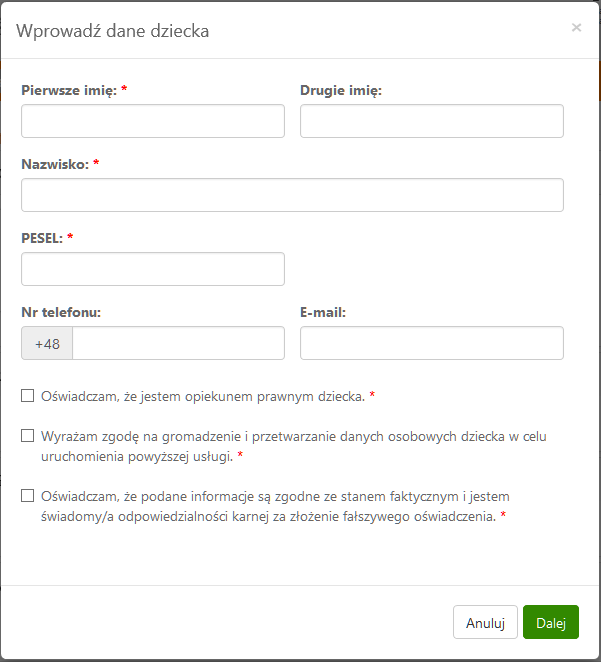 Wprowadź dane dziecka ×
Pierwsze imię: * Drugie imię:
Nazwisko: *
PESEL: *
Nr telefonu: E-mail:
+48
Oświadczam, że jestem opiekunem prawnym dziecka. *
Wyrażam zgodę na gromadzenie i przetwarzanie danych osobowych dziecka w celu
uruchomienia powyższej usługi. *
Oświadczam, że podane informacje są zgodne ze stanem faktycznym i jestem
świadomy/a odpowiedzialności karnej za złożenie fałszywego oświadczenia. *
Anuluj Dalej